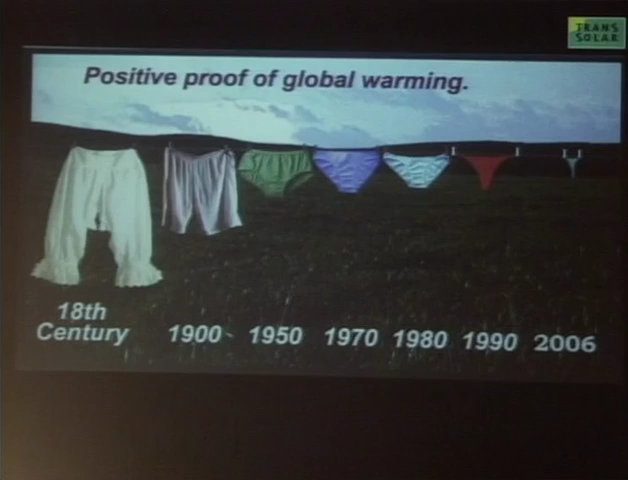 TRANS
SOLAR
Positive proof of global warming.
18th
Century
1900
1950
1970
1980
1990
2006